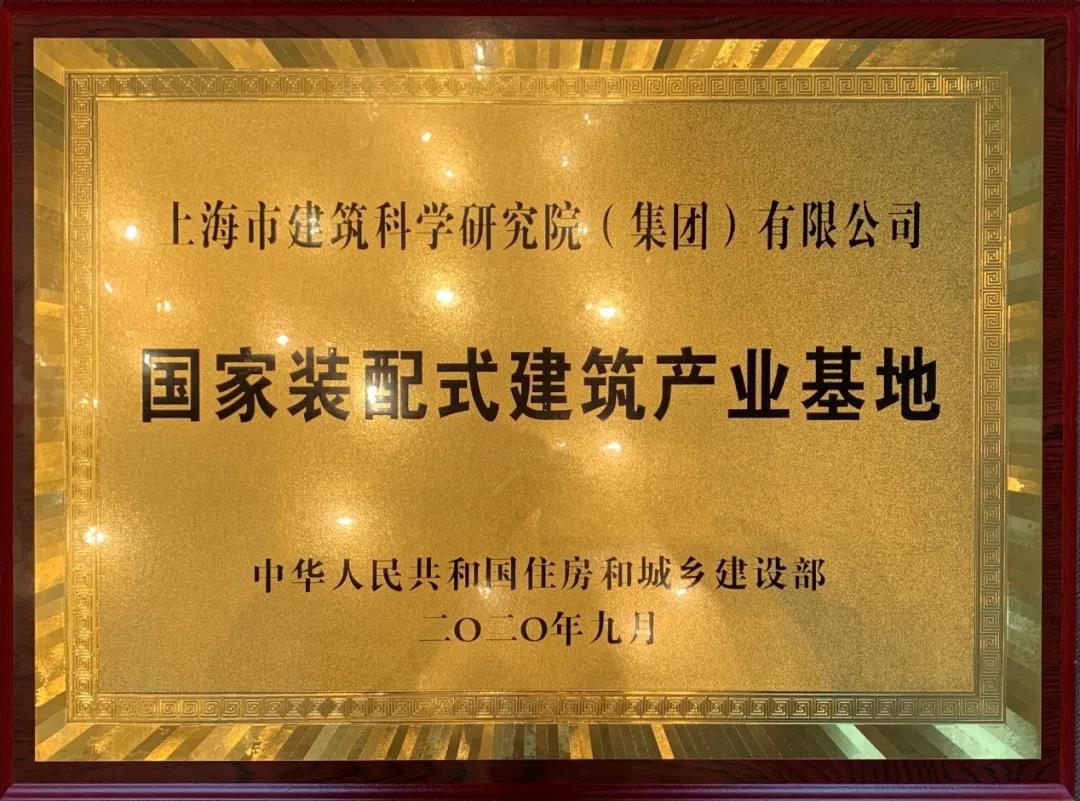 上海市建筑科学研究院（集团）有限公司
国家装配式建筑产业基地
中华人民共和国住房和城乡建设部
二〇二〇年九月